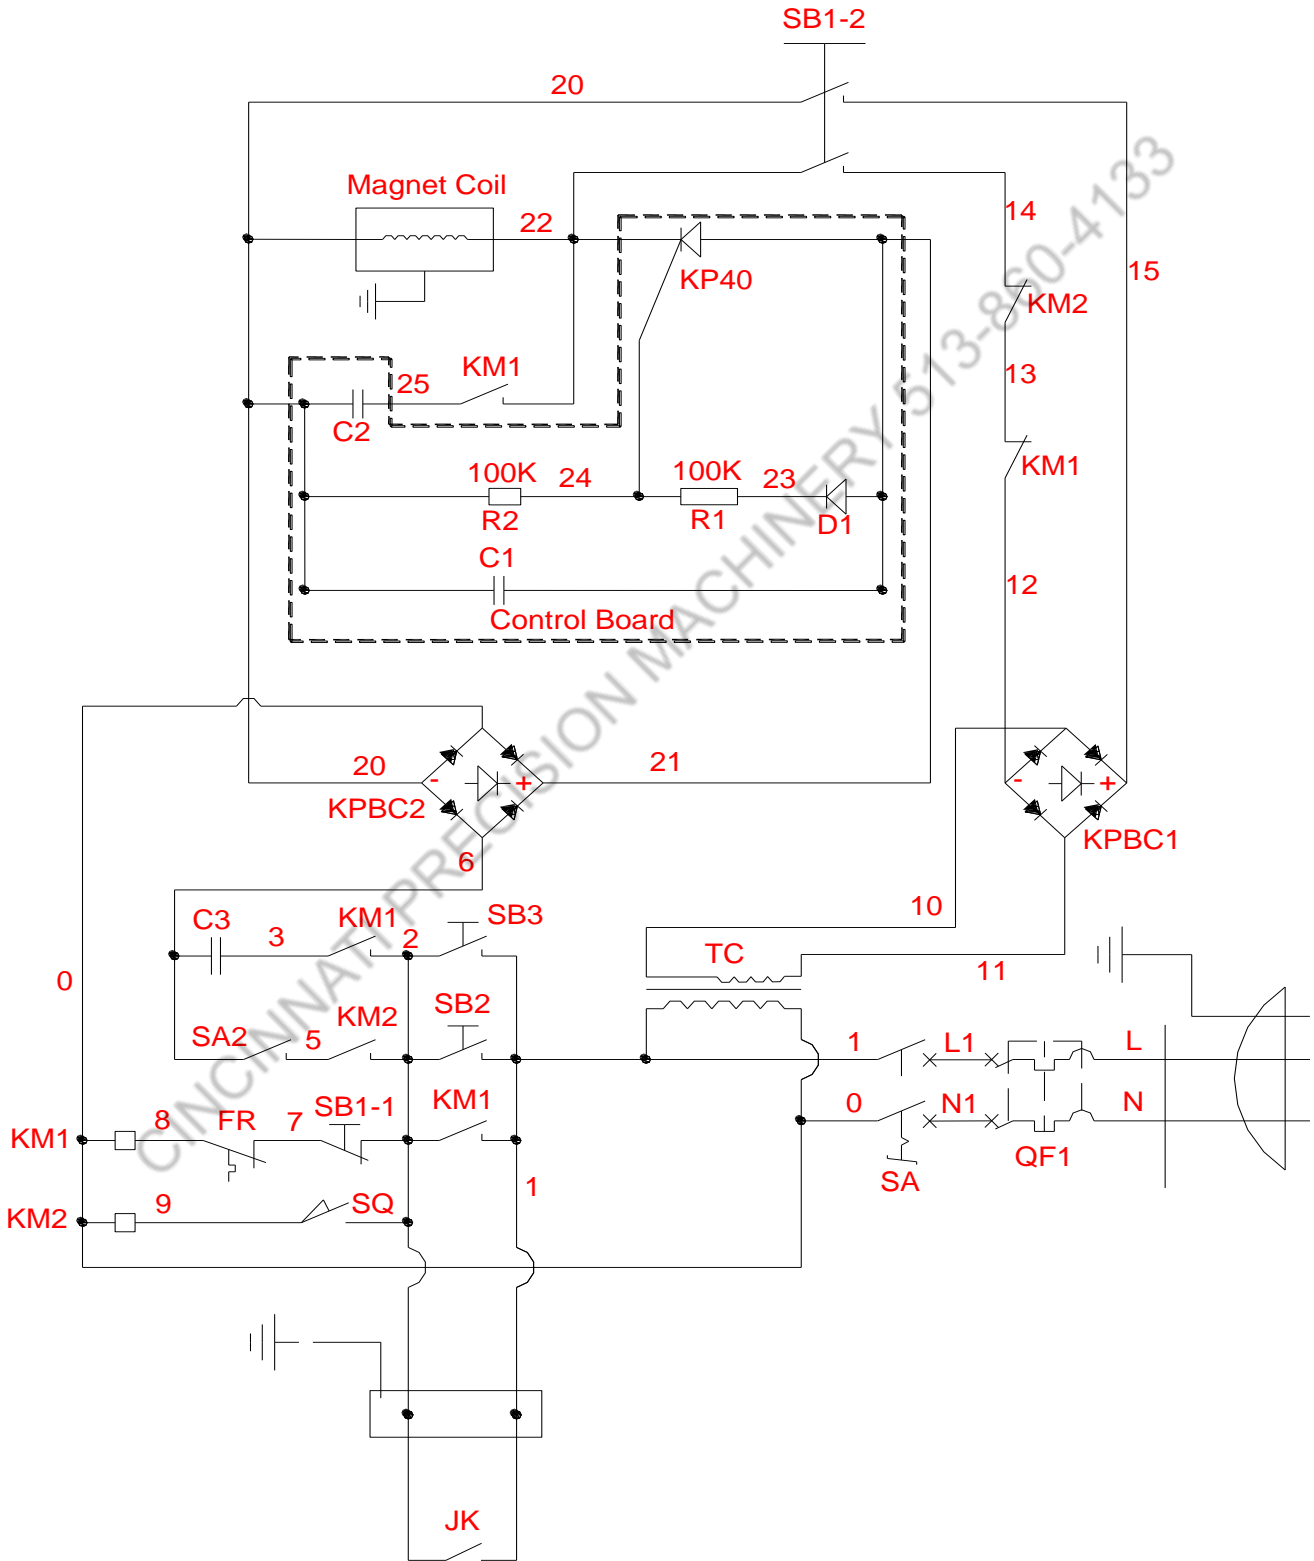 SB1-2
20
Magnet Coil
22
14
KP40
15
KM2
KM1
25
13
C2
KM1
100K
24
100K
23
R2
R1
D1
C1
12
Control Board
20
-
+
21
-
+
KPBC2
KPBC1
6
10
C3
3
KM1
2
SB3
TC
11
0
SB2
SA2
5
KM2
1
L1
L
8
FR
7
SB1-1
KM1
0
N1
N
KM1
QF1
SA
9
SQ
1
KM2
JK
CINCINNATI PRECISION MACHINERY 513-860-4133